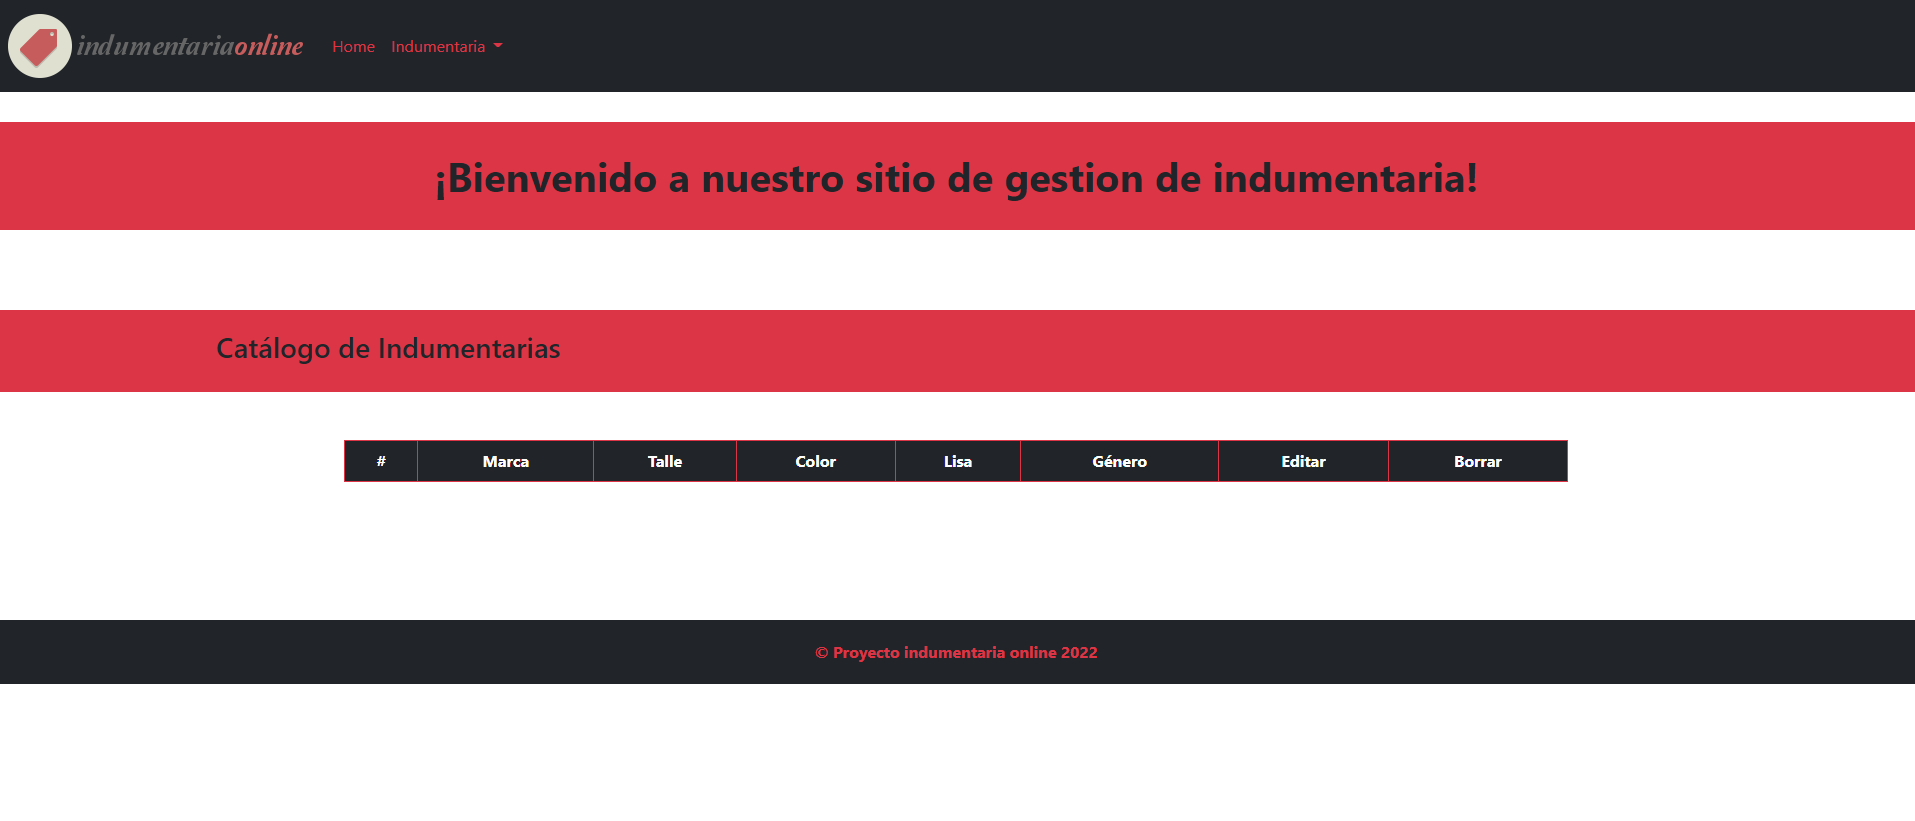 indumentariaonline Home Indumentaria
¡Bienvenido a nuestro sitio de gestion de indumentaria!
Catálogo de Indumentarias
# Marca Talle Color Lisa Género Editar Borrar
© Proyecto indumentaria online 2022